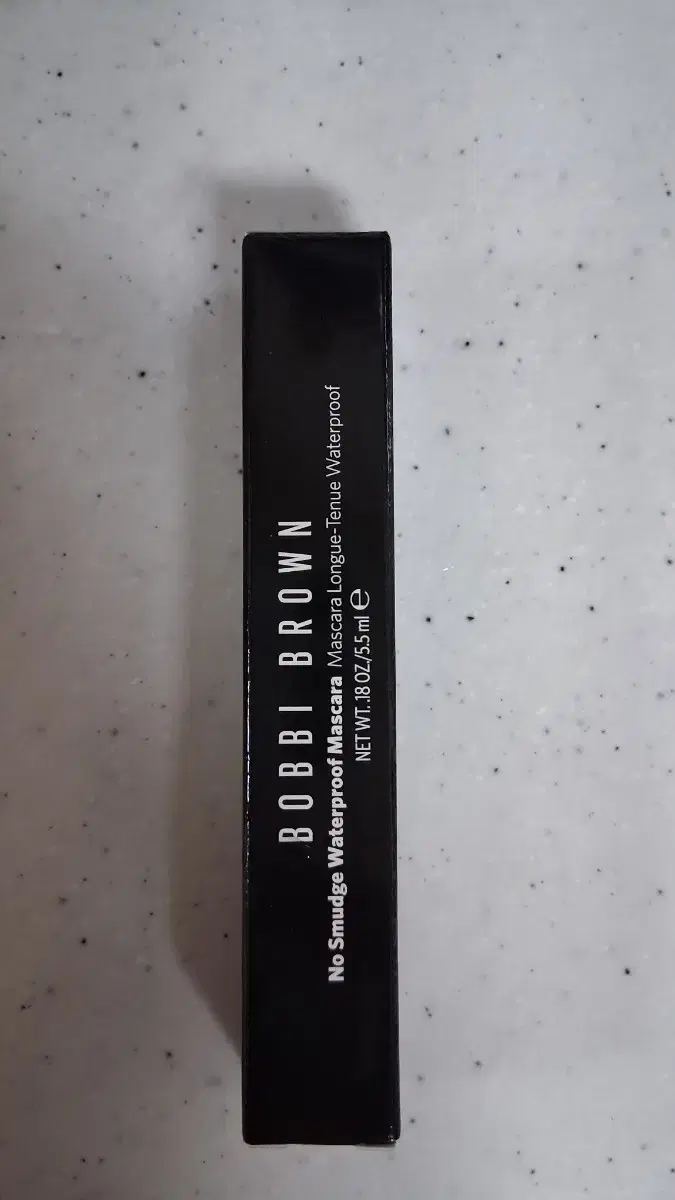 BOBBI BROWN
No Smudge Waterproof Mascara Mascara Longue-Tenue Waterproof
NET WT. .18 OZ./5.5 ml ℮